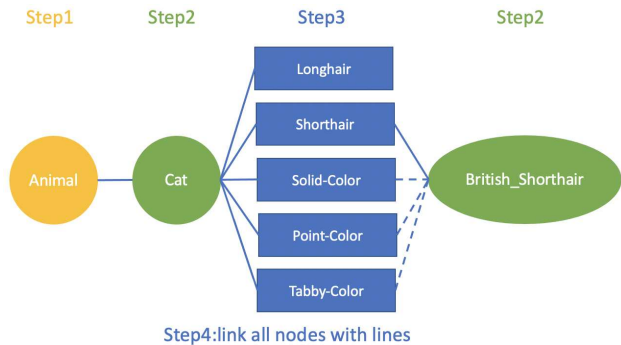 Step1
Step2
Step3
Step2
Longhair
Shorthair
Animal
Cat
Solid-Color
British_Shorthair
Point-Color
Tabby-Color
Step4:link all nodes with lines